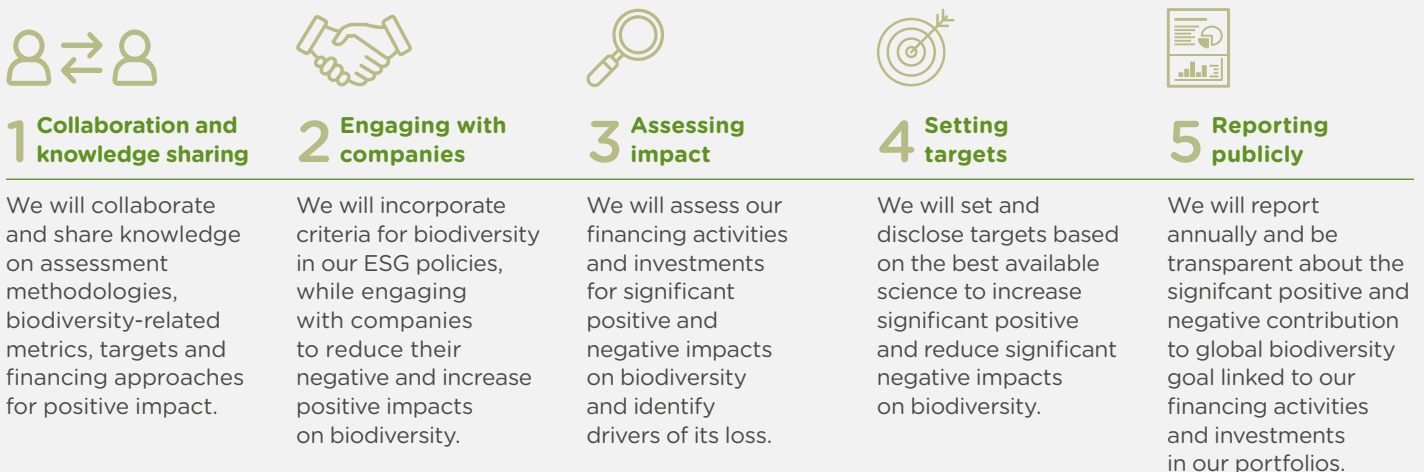 1 Collaboration and
knowledge sharing
We will collaborate
and share knowledge
on assessment
methodologies,
biodiversity-related
metrics, targets and
financing approaches
for positive impact.
2 Engaging with
companies
We will incorporate
criteria for biodiversity
in our ESG policies,
while engaging
with companies
to reduce their
negative and increase
positive impacts
on biodiversity.
3 Assessing
impact
We will assess our
financing activities
and investments
for significant
positive and
negative impacts
on biodiversity
and identify
drivers of its loss.
4 Setting
targets
We will set and
disclose targets based
on the best available
science to increase
significant positive
and reduce significant
negative impacts
on biodiversity.
5 Reporting
publicly
We will report
annually and be
transparent about the
signifcant positive and
negative contribution
to global biodiversity
goal linked to our
financing activities
and investments
in our portfolios.